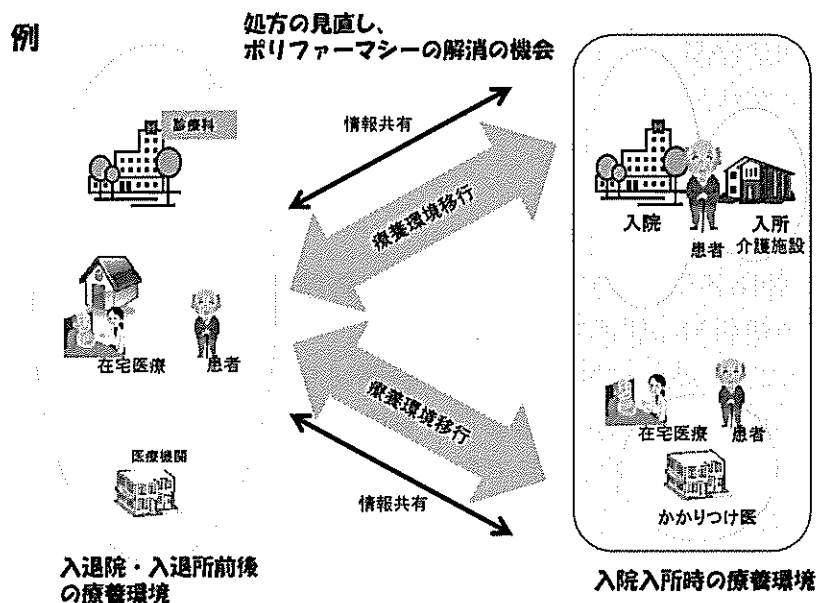 例
処方の見直し、
ポリファーマシーの解消の機会
診療科
情報共有
療養環境移行
入院
患者
入所
介護施設
在宅医療
患者
療養環境移行
在宅医療
患者
医療機関
情報共有
かかりつけ医
入退院・入退所前後
の療養環境
入院入所時の療養環境